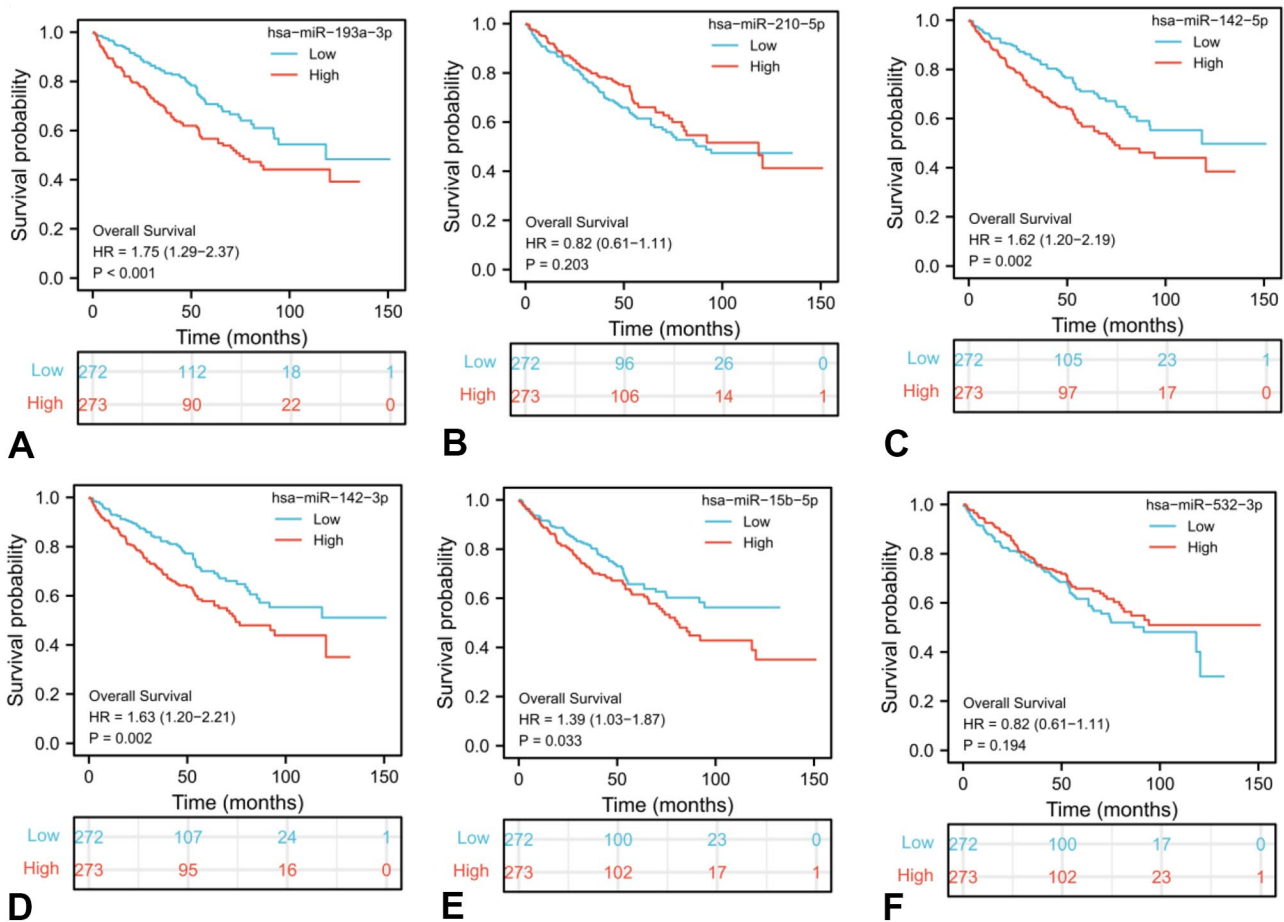 hsa-miR-193a-3p
Low
High
Survival probability
1.0
0.8
0.6
0.4
0.2
0.0
Overall Survival
HR = 1.75 (1.29−2.37)
P < 0.001
0 50 100 150
Time (months)
Low 272 112 18 1
High 273 90 22 0
A
hsa-miR-210-5p
Low
High
Survival probability
1.0
0.8
0.6
0.4
0.2
0.0
Overall Survival
HR = 0.82 (0.61−1.11)
P = 0.203
0 50 100 150
Time (months)
Low 272 96 26 0
High 273 106 14 1
B
hsa-miR-142-5p
Low
High
Survival probability
1.0
0.8
0.6
0.4
0.2
0.0
Overall Survival
HR = 1.62 (1.20−2.19)
P = 0.002
0 50 100 150
Time (months)
Low 272 105 23 1
High 273 97 17 0
C
hsa-miR-142-3p
Low
High
Survival probability
1.0
0.8
0.6
0.4
0.2
0.0
Overall Survival
HR = 1.63 (1.20−2.21)
P = 0.002
0 50 100 150
Time (months)
Low 272 107 24 1
High 273 95 16 0
D
hsa-miR-15b-5p
Low
High
Survival probability
1.0
0.8
0.6
0.4
0.2
0.0
Overall Survival
HR = 1.39 (1.03−1.87)
P = 0.033
0 50 100 150
Time (months)
Low 272 100 23 0
High 273 102 17 1
E
hsa-miR-532-3p
Low
High
Survival probability
1.0
0.8
0.6
0.4
0.2
0.0
Overall Survival
HR = 0.82 (0.61−1.11)
P = 0.194
0 50 100 150
Time (months)
Low 272 100 17 0
High 273 102 23 1
F